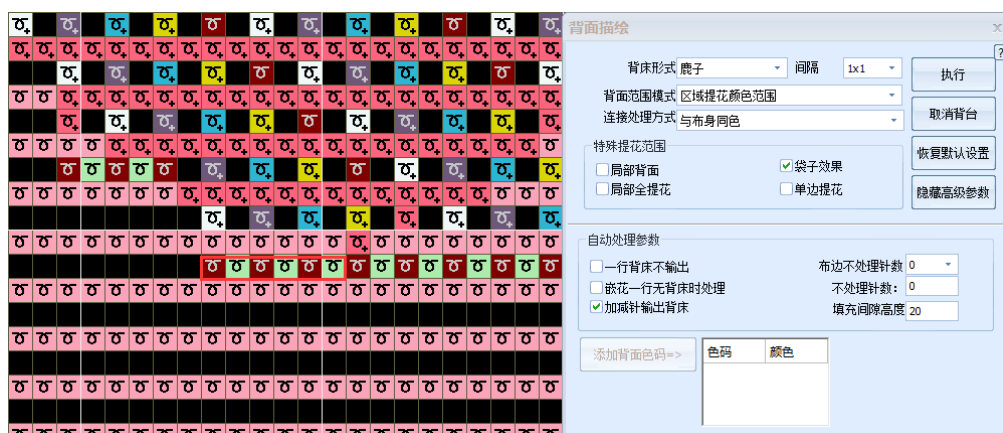 背面描绘
x
?
背床形式 鹿子 间隔 1x1 执行
背面范围模式 区域提花颜色范围
连接处理方式 与布身同色 取消背台
特殊提花范围 恢复默认设置
局部背面 袋子效果
局部全提花 单边提花 隐藏高级参数
自动处理参数
一行背床不输出 布边不处理针数 0
嵌花一行无背床时处理 不处理针数: 0
加减针输出背床 填充间隙高度 20
添加背面色码=> 色码 颜色